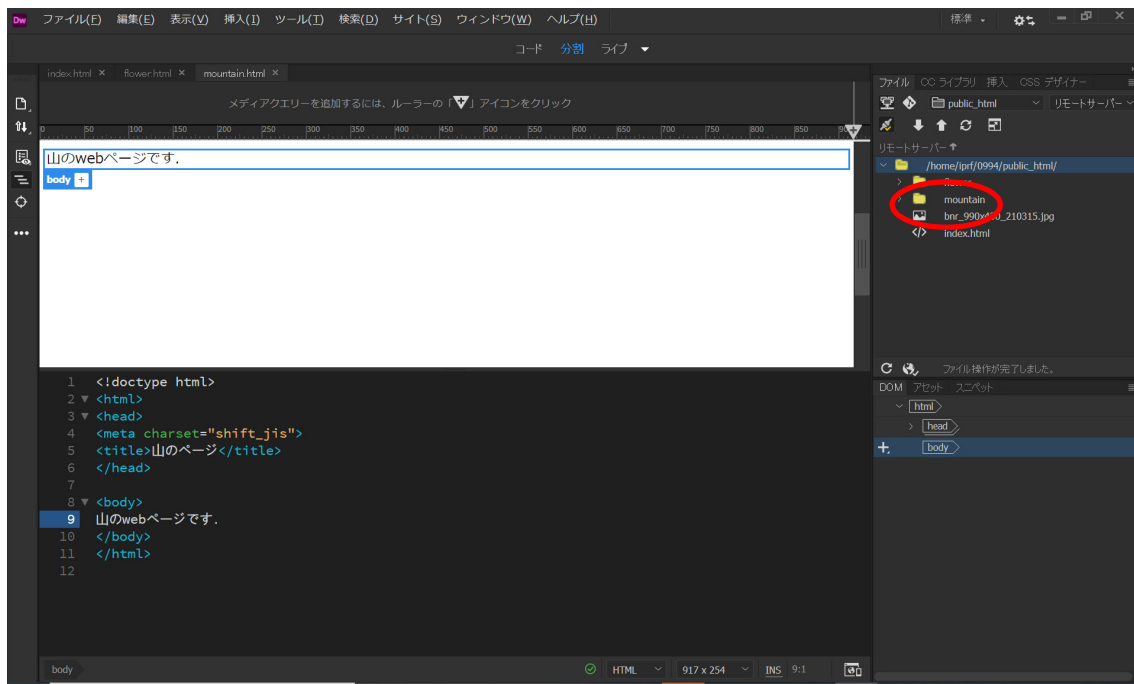 Dw ファイル(F) 編集(E) 表示(V) 挿入(I) ツール(T) 検索(D) サイト(S) ウィンドウ(W) ヘルプ(H) 標準
コード 分割 ライブ
index.html × flower.html × mountain.html ×
メディアクエリーを追加するには、ルーラーの「」アイコンをクリック
0 50 100 150 200 250 300 350 400 450 500 550 600 650 700 750 800 850
山のwebページです.
body +
ファイル CC ライブラリ 挿入 CSS デザイナー
public_html リモートサーバー
リモートサーバー
/home/iprf/0994/public_html/
mountain
index.html
ファイル操作が完了しました。
DOM アセット スニペット
html
head
body
1 <!doctype html>
2 <html>
3 <head>
4 <meta charset="shift_jis">
5 <title>山のページ</title>
6 </head>
7
8 <body>
9 山のwebページです.
10 </body>
11 </html>
12
body HTML 917 x 254 INS 9:1